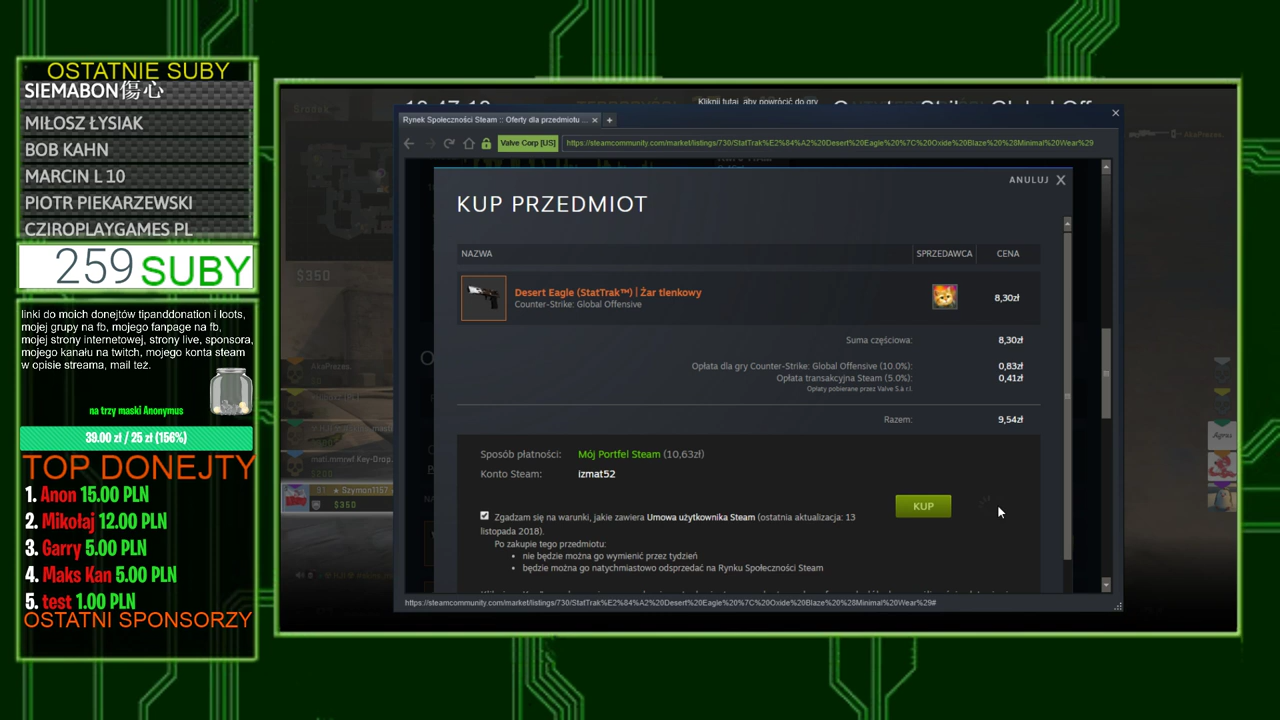 OSTATNIE SUBY
SIEMABON傷心
MIŁOSZ ŁYSIAK
BOB KAHN
MARCIN L 10
PIOTR PIEKARZEWSKI
CZIROPLAYGAMES PL
259 SUBY
linki do moich donejtów tipanddonation i loots,
mojej grupy na fb, mojego fanpage na fb,
mojej strony internetowej, strony live, sponsora,
mojego kanału na twitch, mojego konta steam
w opisie streama, mail też.
na trzy maski Anonymus
39.00 zł / 25 zł (156%)
TOP DONEJTY
1. Anon 15.00 PLN
2. Mikołaj 12.00 PLN
3. Garry 5.00 PLN
4. Maks Kan 5.00 PLN
5. test 1.00 PLN
OSTATNI SPONSORZY
Kliknij tutaj, aby powrócić do gry
Rynek Społeczności Steam :: Oferty dla przedmiotu ...
Valve Corp [US]
https://steamcommunity.com/market/listings/730/StatTrak%E2%84%A2%20Desert%20Eagle%20%7C%20Oxide%20Blaze%20%28Minimal%20Wear%29
ANULUJ X
KUP PRZEDMIOT
NAZWA SPRZEDAWCA CENA
Desert Eagle (StatTrak™) | Żar tlenkowy
Counter-Strike: Global Offensive
8,30zł
Suma częściowa: 8,30zł
Opłata dla gry Counter-Strike: Global Offensive (10.0%): 0,83zł
Opłata transakcyjna Steam (5.0%): 0,41zł
Opłaty pobierane przez Valve S.à r.l.
Razem: 9,54zł
Sposób płatności: Mój Portfel Steam (10,63zł)
Konto Steam: izmat52
Zgadzam się na warunki, jakie zawiera Umowa użytkownika Steam (ostatnia aktualizacja: 13
listopada 2018).
KUP
Po zakupie tego przedmiotu:
nie będzie można go wymienić przez tydzień
będzie można go natychmiastowo odsprzedać na Rynku Społeczności Steam
https://steamcommunity.com/market/listings/730/StatTrak%E2%84%A2%20Desert%20Eagle%20%7C%20Oxide%20Blaze%20%28Minimal%20Wear%29#
$350
Szymon1157
$350